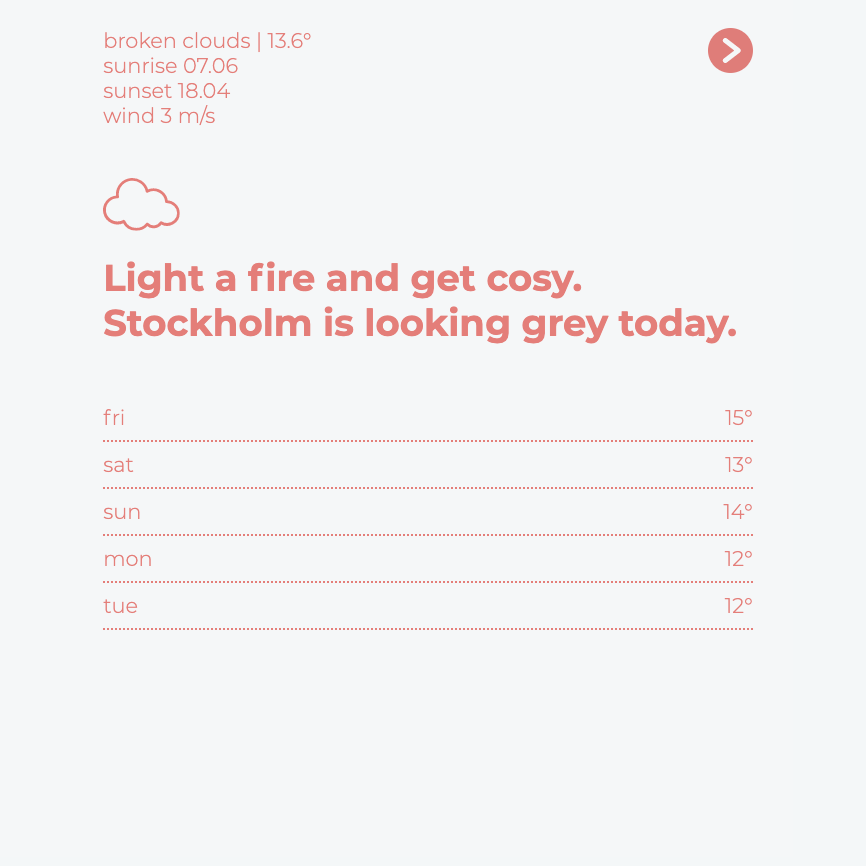 broken clouds | 13.6°
sunrise 07.06
sunset 18.04
wind 3 m/s
Light a fire and get cosy.
Stockholm is looking grey today.
fri 15°
sat 13°
sun 14°
mon 12°
tue 12°